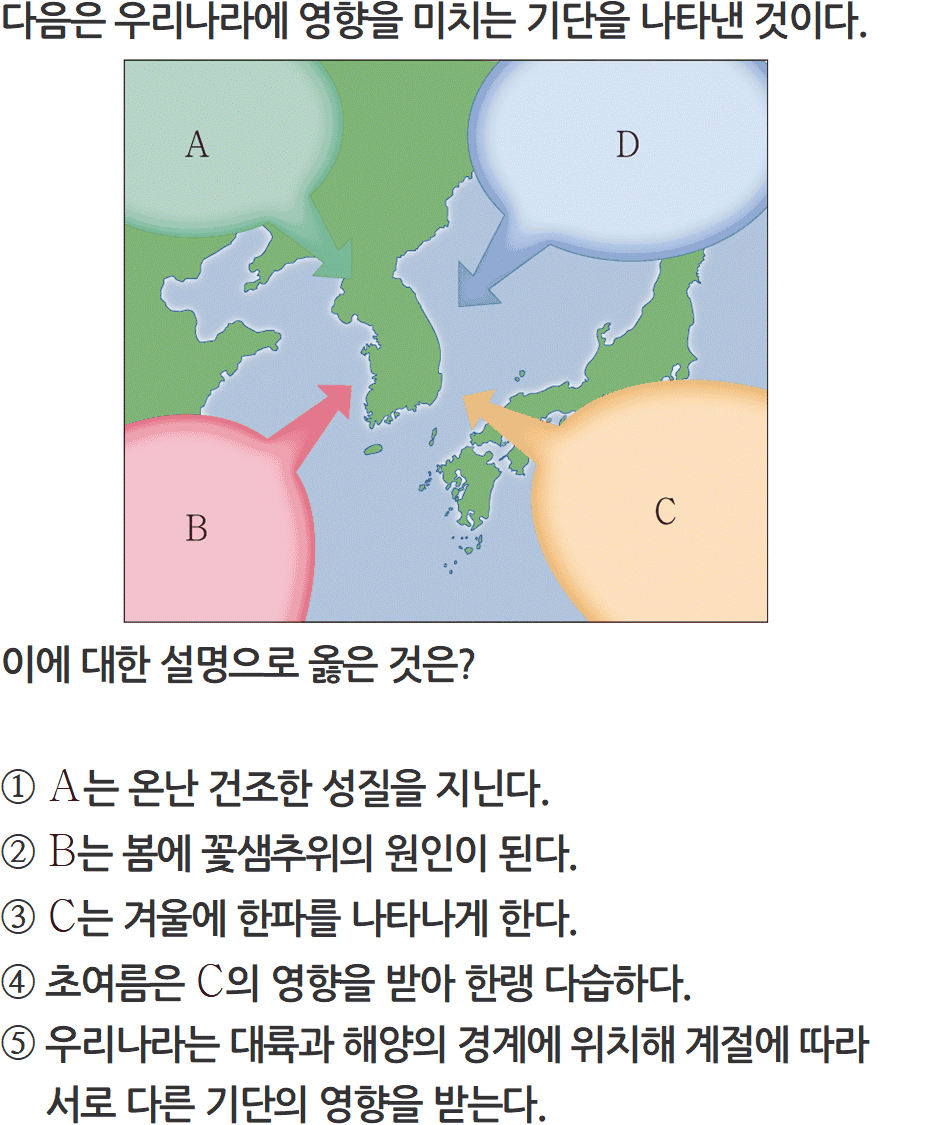 다음은 우리나라에 영향을 미치는 기단을 나타낸 것이다.
A
D
B
C
이에 대한 설명으로 옳은 것은?
① A는 온난 건조한 성질을 지닌다.
② B는 봄에 꽃샘추위의 원인이 된다.
③ C는 겨울에 한파를 나타나게 한다.
④ 초여름은 C의 영향을 받아 한랭 다습하다.
⑤ 우리나라는 대륙과 해양의 경계에 위치해 계절에 따라
서로 다른 기단의 영향을 받는다.